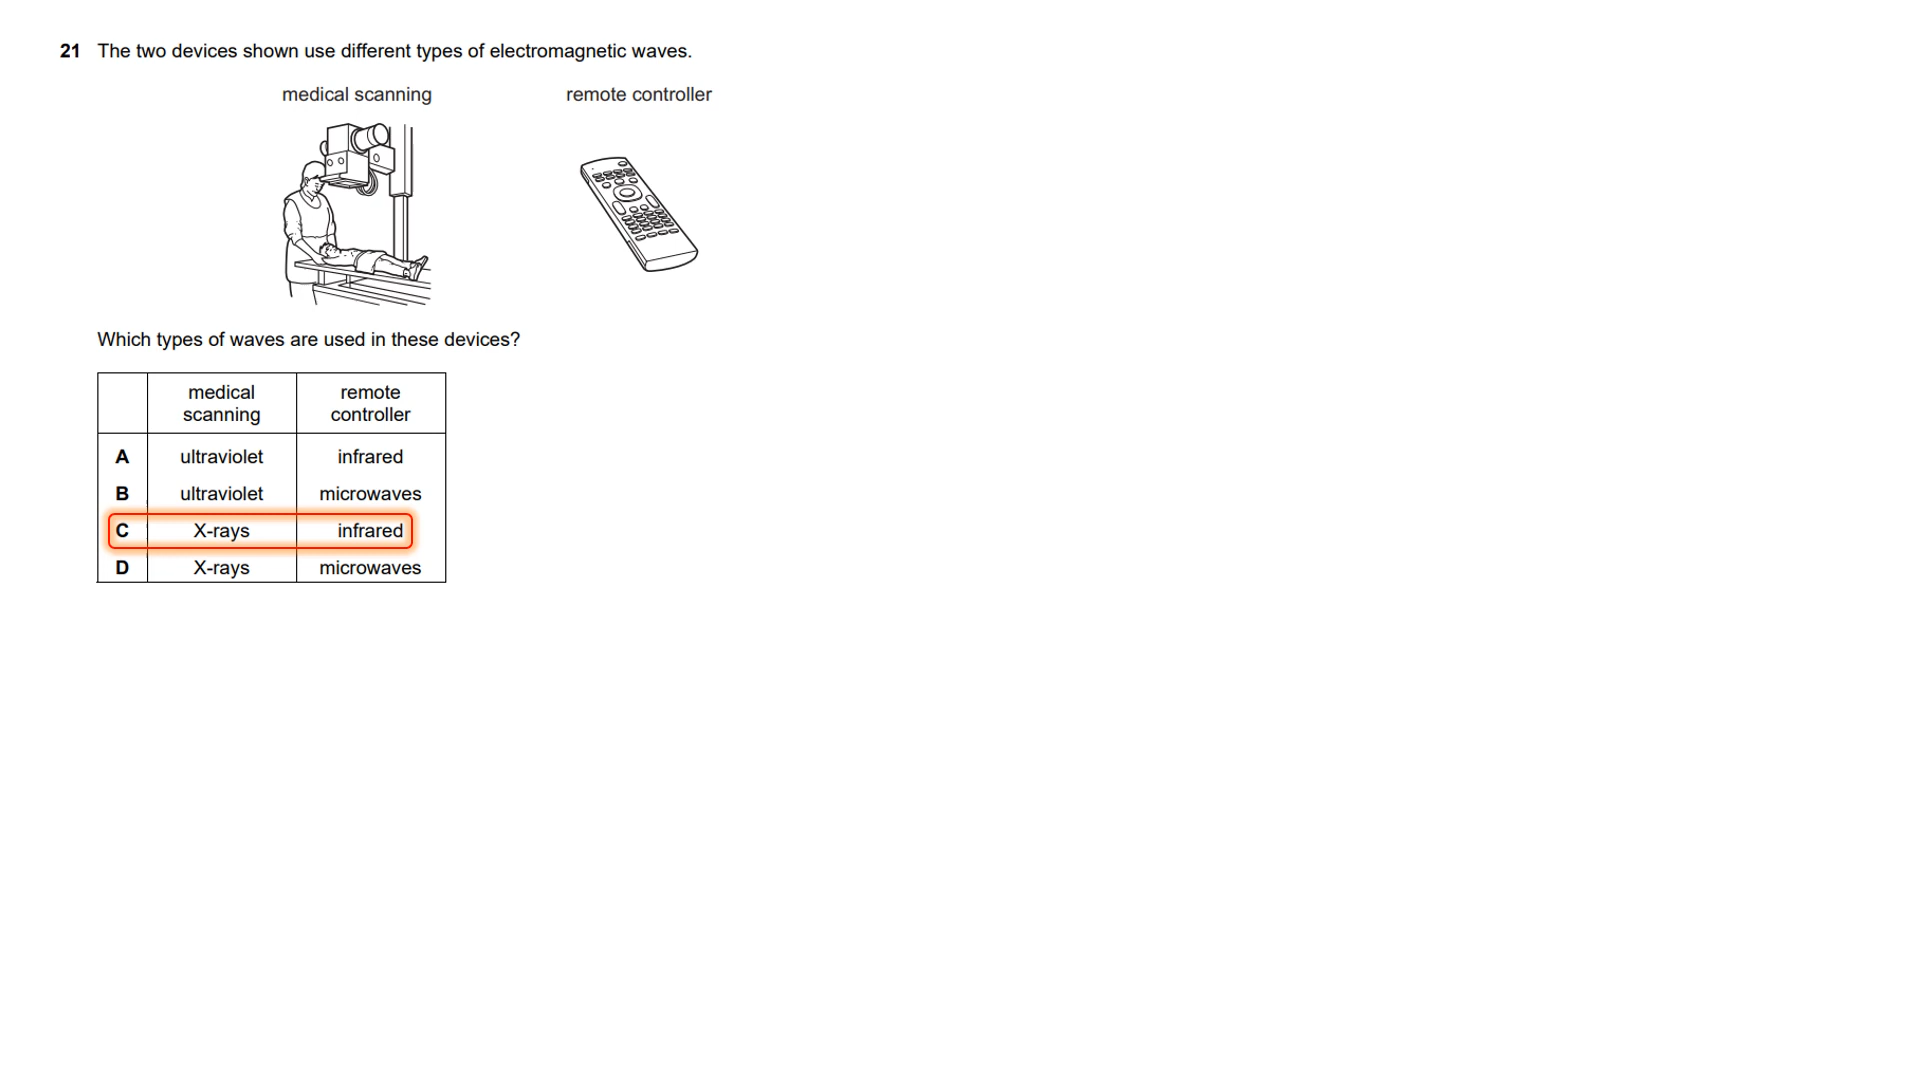 21 The two devices shown use different types of electromagnetic waves.
medical scanning remote controller
Which types of waves are used in these devices?
medical scanning remote controller
A ultraviolet infrared
B ultraviolet microwaves
C X-rays infrared
D X-rays microwaves